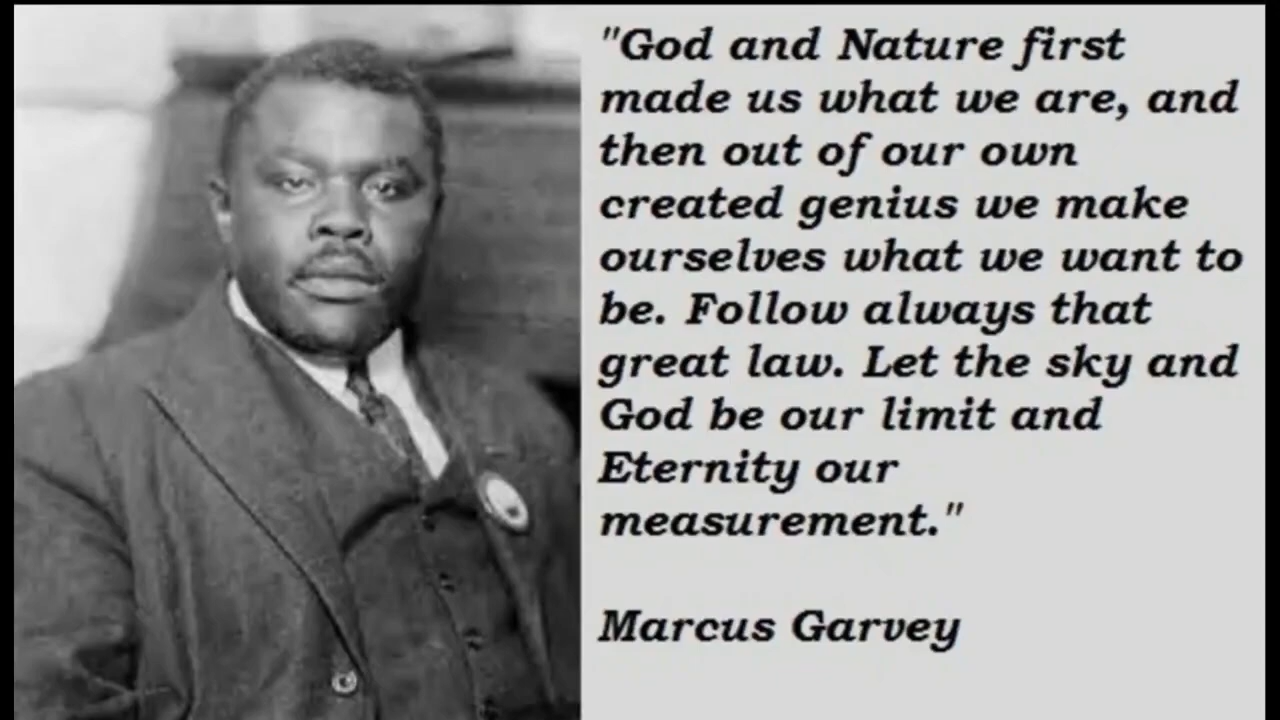 "God and Nature first
made us what we are, and
then out of our own
created genius we make
ourselves what we want to
be. Follow always that
great law. Let the sky and
God be our limit and
Eternity our
measurement."
Marcus Garvey